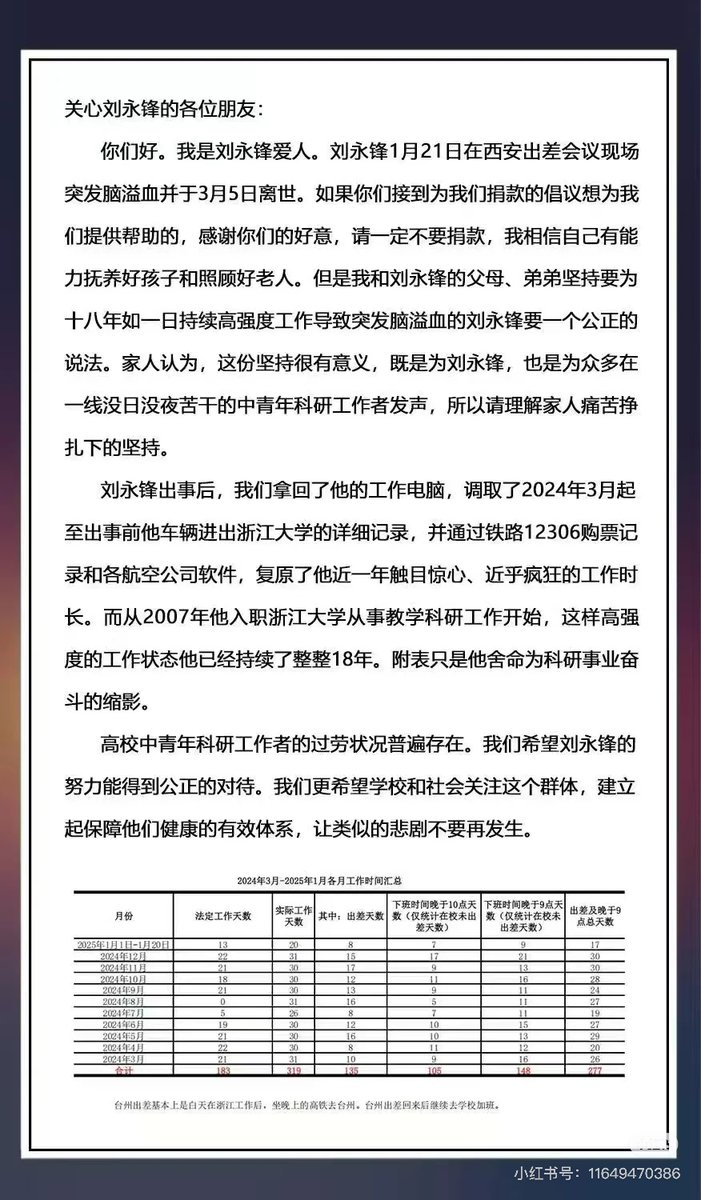 关心刘永锋的各位朋友：
你们好。我是刘永锋爱人。刘永锋1月21日在西安出差会议现场
突发脑溢血并于3月5日离世。如果你们接到为我们捐款的倡议想为我
们提供帮助的，感谢你们的好意，请一定不要捐款，我相信自己有能
力抚养好孩子和照顾好老人。但是我和刘永锋的父母、弟弟坚持要为
十八年如一日持续高强度工作导致突发脑溢血的刘永锋要一个公正的
说法。家人认为，这份坚持很有意义，既是为刘永锋，也是为众多在
一线没日没夜苦干的中青年科研工作者发声，所以请理解家人痛苦挣
扎下的坚持。
刘永锋出事后，我们拿回了他的工作电脑，调取了2024年3月起
至出事前他车辆进出浙江大学的详细记录，并通过铁路12306购票记
录和各航空公司软件，复原了他近一年触目惊心、近乎疯狂的工作时
长。而从2007年他入职浙江大学从事教学科研工作开始，这样高强
度的工作状态他已经持续了整整18年。附表只是他舍命为科研事业奋
斗的缩影。
高校中青年科研工作者的过劳状况普遍存在。我们希望刘永锋的
努力能得到公正的对待。我们更希望学校和社会关注这个群体，建立
起保障他们健康的有效体系，让类似的悲剧不要再发生。
2024年3月-2025年1月各月工作时间汇总
月份 法定工作天数 实际工作天数 其中：出差天数 下班时间晚于10点天数（仅统计在校未出差天数） 下班时间晚于9点天数（仅统计在校未出差天数） 出差及晚于9点总天数
2025年1月1日-1月20日 13 20 8 7 9 17
2024年12月 22 31 15 17 21 30
2024年11月 21 30 17 9 13 30
2024年10月 18 30 12 11 16 28
2024年9月 21 30 13 9 11 24
2024年8月 0 31 16 5 11 27
2024年7月 5 26 8 7 11 19
2024年6月 19 30 12 10 15 27
2024年5月 21 30 16 10 13 29
2024年4月 22 30 8 11 12 20
2024年3月 21 31 10 9 16 26
合计 183 319 135 105 148 277
台州出差基本上是白天在浙江工作后，坐晚上的高铁去台州。台州出差回来后继续去学校加班。
小红书号：11649470386